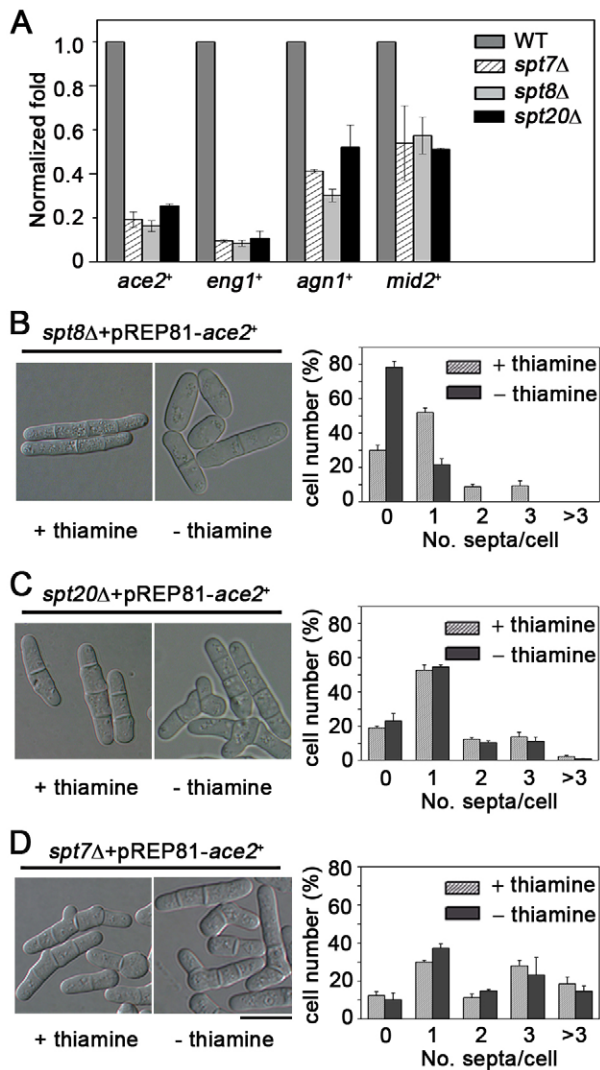 A
Normalized fold
1.0
0.8
0.6
0.4
0.2
0
WT
spt7Δ
spt8Δ
spt20Δ
ace2⁺
eng1⁺
agn1⁺
mid2⁺
B
spt8Δ+pREP81-ace2⁺
+ thiamine
- thiamine
cell number (%)
80
60
40
20
0
+ thiamine
− thiamine
0 1 2 3 >3
No. septa/cell
C
spt20Δ+pREP81-ace2⁺
+ thiamine
- thiamine
cell number (%)
80
60
40
20
0
+ thiamine
− thiamine
0 1 2 3 >3
No. septa/cell
D
spt7Δ+pREP81-ace2⁺
+ thiamine
- thiamine
cell number (%)
80
60
40
20
0
+ thiamine
− thiamine
0 1 2 3 >3
No. septa/cell